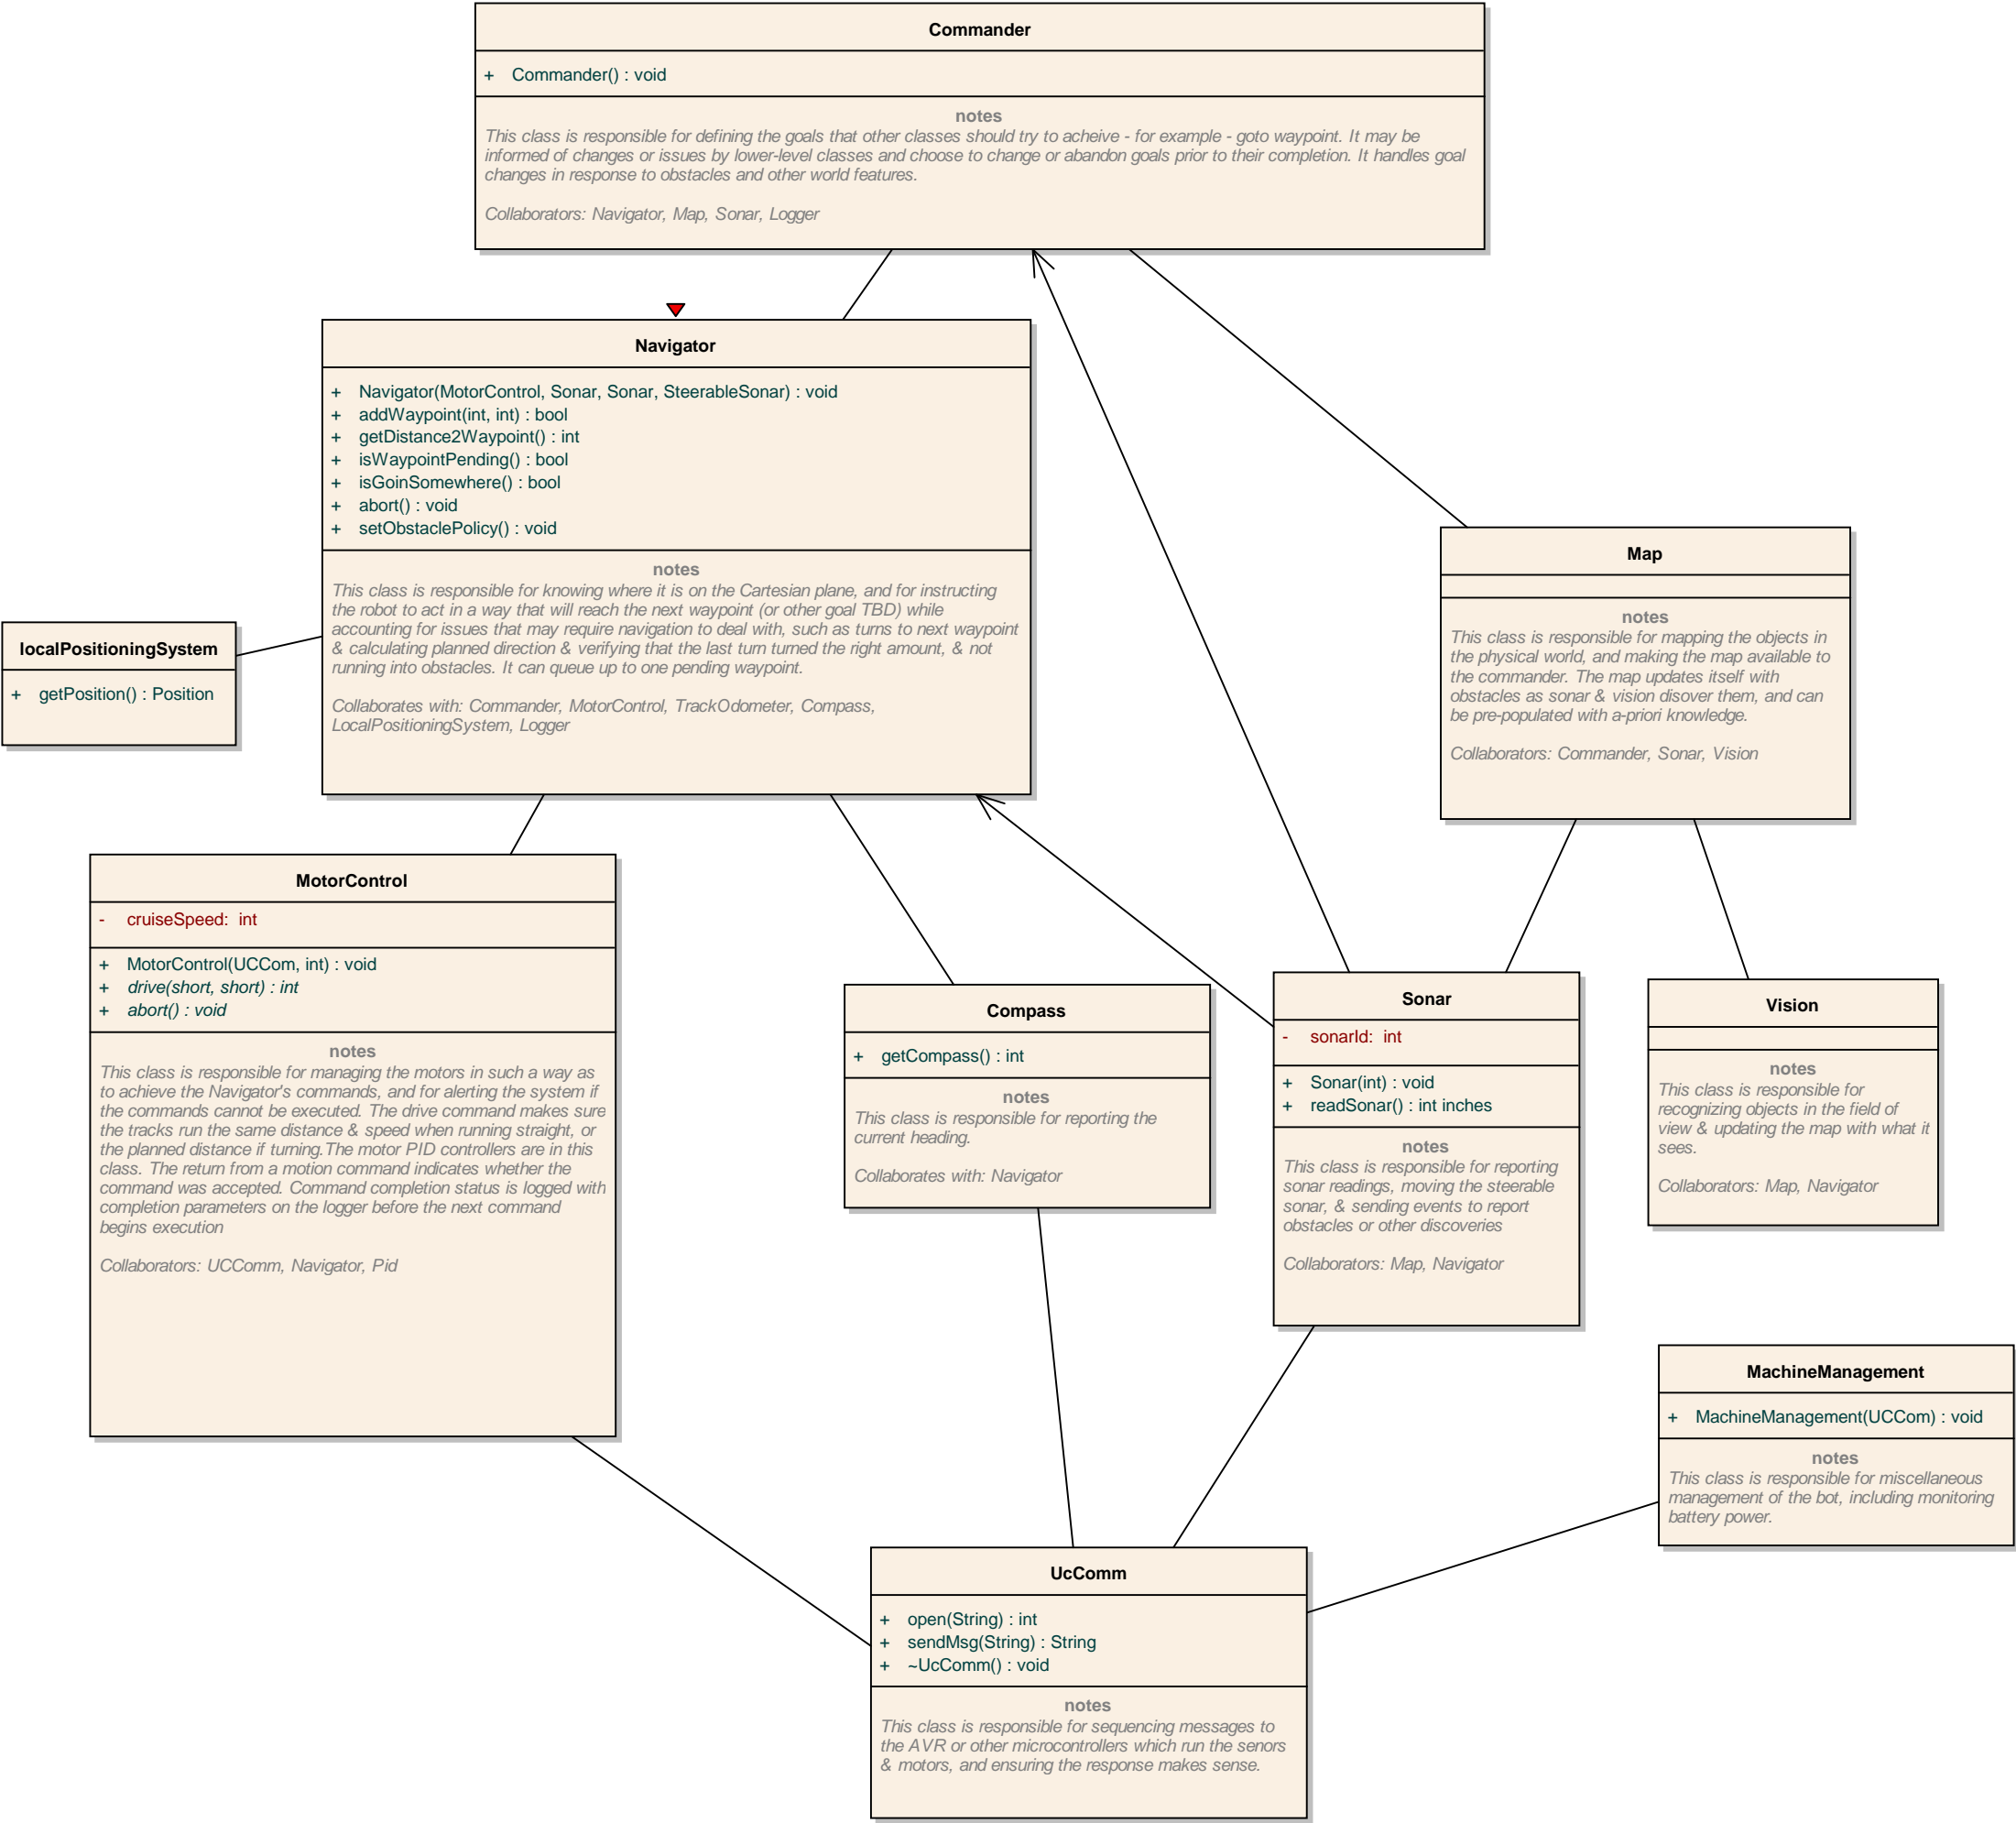 Commander
+ Commander() : void
notes
This class is responsible for defining the goals that other classes should try to acheive - for example - goto waypoint. It may be
informed of changes or issues by lower-level classes and choose to change or abandon goals prior to their completion. It handles goal
changes in response to obstacles and other world features.
Collaborators: Navigator, Map, Sonar, Logger
Navigator
+ Navigator(MotorControl, Sonar, Sonar, SteerableSonar) : void
+ addWaypoint(int, int) : bool
+ getDistance2Waypoint() : int
+ isWaypointPending() : bool
+ isGoinSomewhere() : bool
+ abort() : void
+ setObstaclePolicy() : void
notes
This class is responsible for knowing where it is on the Cartesian plane, and for instructing
the robot to act in a way that will reach the next waypoint (or other goal TBD) while
accounting for issues that may require navigation to deal with, such as turns to next waypoint
& calculating planned direction & verifying that the last turn turned the right amount, & not
running into obstacles. It can queue up to one pending waypoint.
Collaborates with: Commander, MotorControl, TrackOdometer, Compass,
LocalPositioningSystem, Logger
Map
notes
This class is responsible for mapping the objects in
the physical world, and making the map available to
the commander. The map updates itself with
obstacles as sonar & vision disover them, and can
be pre-populated with a-priori knowledge.
Collaborators: Commander, Sonar, Vision
localPositioningSystem
+ getPosition() : Position
MotorControl
- cruiseSpeed: int
+ MotorControl(UCCom, int) : void
+ drive(short, short) : int
+ abort() : void
notes
This class is responsible for managing the motors in such a way as
to achieve the Navigator's commands, and for alerting the system if
the commands cannot be executed. The drive command makes sure
the tracks run the same distance & speed when running straight, or
the planned distance if turning.The motor PID controllers are in this
class. The return from a motion command indicates whether the
command was accepted. Command completion status is logged with
completion parameters on the logger before the next command
begins execution
Collaborators: UCComm, Navigator, Pid
Compass
+ getCompass() : int
notes
This class is responsible for reporting the
current heading.
Collaborates with: Navigator
Sonar
- sonarId: int
+ Sonar(int) : void
+ readSonar() : int inches
notes
This class is responsible for reporting
sonar readings, moving the steerable
sonar, & sending events to report
obstacles or other discoveries
Collaborators: Map, Navigator
Vision
notes
This class is responsible for
recognizing objects in the field of
view & updating the map with what it
sees.
Collaborators: Map, Navigator
MachineManagement
+ MachineManagement(UCCom) : void
notes
This class is responsible for miscellaneous
management of the bot, including monitoring
battery power.
UcComm
+ open(String) : int
+ sendMsg(String) : String
+ ~UcComm() : void
notes
This class is responsible for sequencing messages to
the AVR or other microcontrollers which run the senors
& motors, and ensuring the response makes sense.